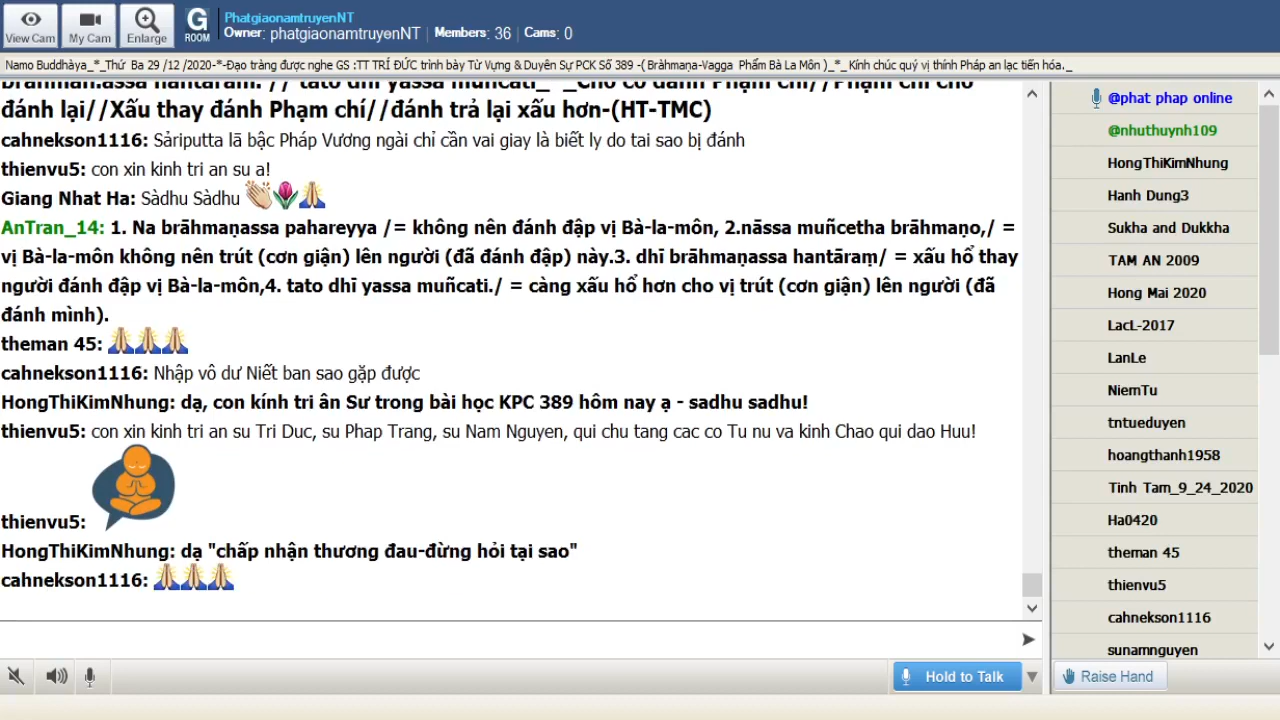 PhatgiaonamtruyenNT
Owner: phatgiaonamtruyenNT | Members: 36 | Cams: 0
View Cam
My Cam
Enlarge
G
ROOM
Namo Buddhàya_*_Thứ Ba 29 /12 /2020-*-Đạo tràng được nghe GS :TT TRÍ ĐỨC trình bày Từ Vựng & Duyên Sự PCK Số 389 -( Bràhmaṇa-Vagga Phẩm Bà La Môn )_*_ Kính chúc quý vị thính Pháp an lạc tiến hóa._
đánh lại//Xấu thay đánh Phạm chí//đánh trả lại xấu hơn-(HT-TMC)
cahnekson1116: Sảriputta lã bậc Pháp Vương ngài chỉ cần vai giay là biết ly do tai sao bị đánh
thienvu5: con xin kinh tri an su a!
Giang Nhat Ha: Sàdhu Sàdhu
AnTran_14: 1. Na brāhmaṇassa pahareyya /= không nên đánh đập vị Bà-la-môn, 2.nāssa muñcetha brāhmaṇo,/ =
vị Bà-la-môn không nên trút (cơn giận) lên người (đã đánh đập) này.3. dhī brāhmaṇassa hantāraṃ/ = xấu hổ thay
người đánh đập vị Bà-la-môn,4. tato dhī yassa muñcati./ = càng xấu hổ hơn cho vị trút (cơn giận) lên người (đã
đánh mình).
theman 45:
cahnekson1116: Nhập vô dư Niết ban sao gặp được
HongThiKimNhung: dạ, con kính tri ân Sư trong bài học KPC 389 hôm nay ạ - sadhu sadhu!
thienvu5: con xin kinh tri an su Tri Duc, su Phap Trang, su Nam Nguyen, qui chu tang cac co Tu nu va kinh Chao qui dao Huu!
thienvu5:
HongThiKimNhung: dạ "chấp nhận thương đau-đừng hỏi tại sao"
cahnekson1116:
@phat phap online
@nhuthuynh109
HongThiKimNhung
Hanh Dung3
Sukha and Dukkha
TAM AN 2009
Hong Mai 2020
LacL-2017
LanLe
NiemTu
tntueduyen
hoangthanh1958
Tinh Tam_9_24_2020
Ha0420
theman 45
thienvu5
cahnekson1116
sunamnguyen
Hold to Talk
Raise Hand